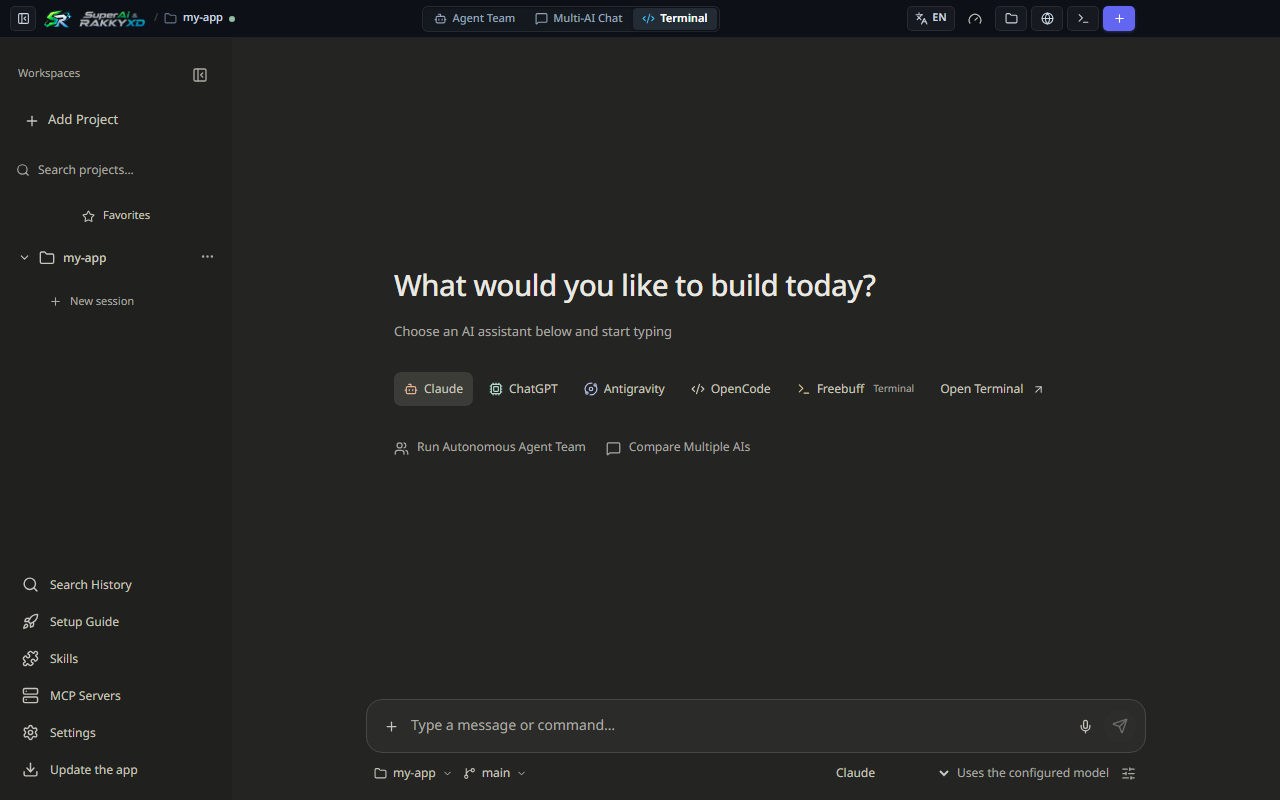 SuperAi &
RAKKYXD
/ my-app
Agent Team
Multi-AI Chat
Terminal
EN
Workspaces
Add Project
Search projects...
Favorites
my-app
New session
What would you like to build today?
Choose an AI assistant below and start typing
Claude
ChatGPT
Antigravity
OpenCode
Freebuff Terminal
Open Terminal
Run Autonomous Agent Team
Compare Multiple AIs
Search History
Setup Guide
Skills
MCP Servers
Settings
Update the app
Type a message or command...
my-app
main
Claude
Uses the configured model